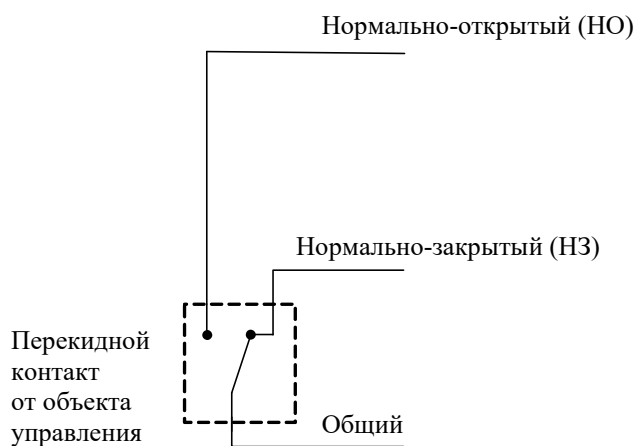 Нормально-открытый (НО)
Нормально-закрытый (НЗ)
Перекидной
контакт
от объекта
управления
Общий